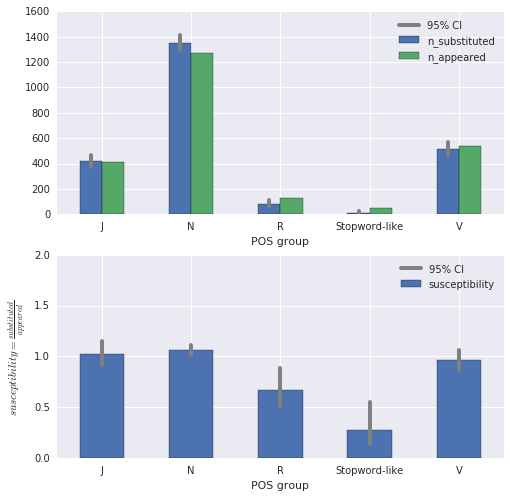 1600
1400
1200
1000
800
600
400
200
0
95% CI
n_substituted
n_appeared
J N R Stopword-like V
POS group
2.0
1.5
1.0
0.5
0.0
susceptibility = substituted/appeared
95% CI
susceptibility
J N R Stopword-like V
POS group